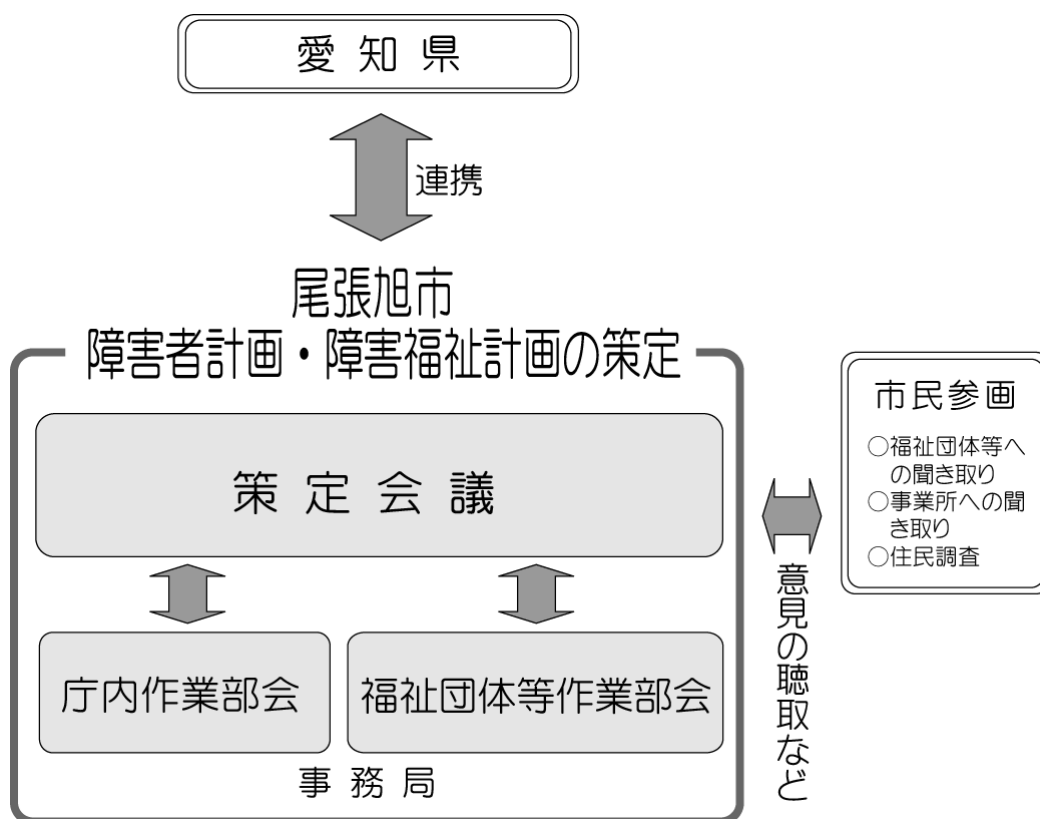 愛知県
連携
尾張旭市
障害者計画・障害福祉計画の策定
策定会議
庁内作業部会
福祉団体等作業部会
事務局
意見の聴取など
市民参画
○福祉団体等へ
の聞き取り
○事業所への聞
き取り
○住民調査